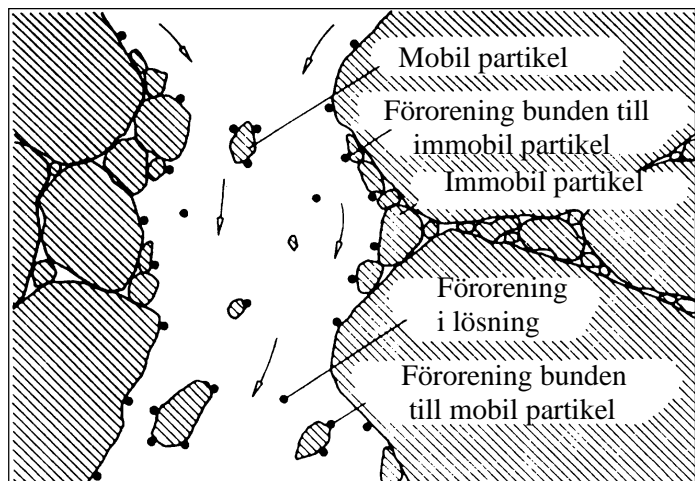 Mobil partikel
Förorening bunden till
immobil partikel
Immobil partikel
Förorening
i lösning
Förorening bunden
till mobil partikel